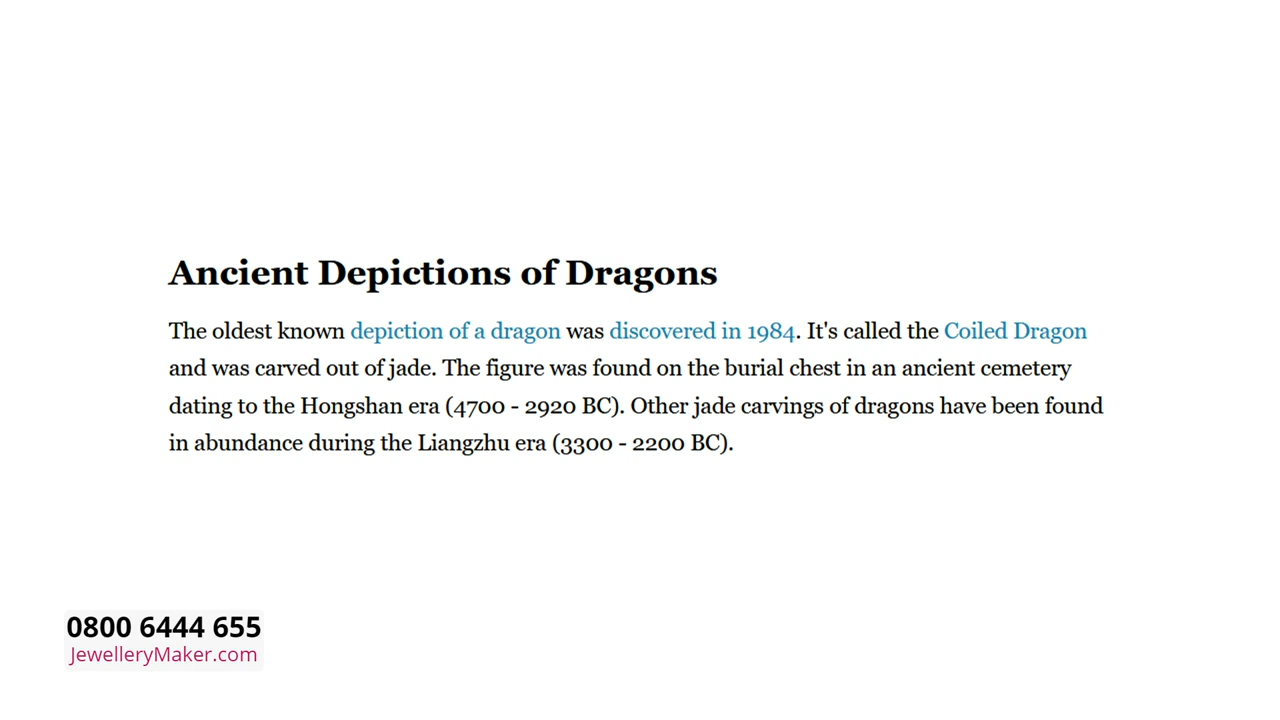 Ancient Depictions of Dragons
The oldest known depiction of a dragon was discovered in 1984. It's called the Coiled Dragon
and was carved out of jade. The figure was found on the burial chest in an ancient cemetery
dating to the Hongshan era (4700 - 2920 BC). Other jade carvings of dragons have been found
in abundance during the Liangzhu era (3300 - 2200 BC).
0800 6444 655
JewelleryMaker.com